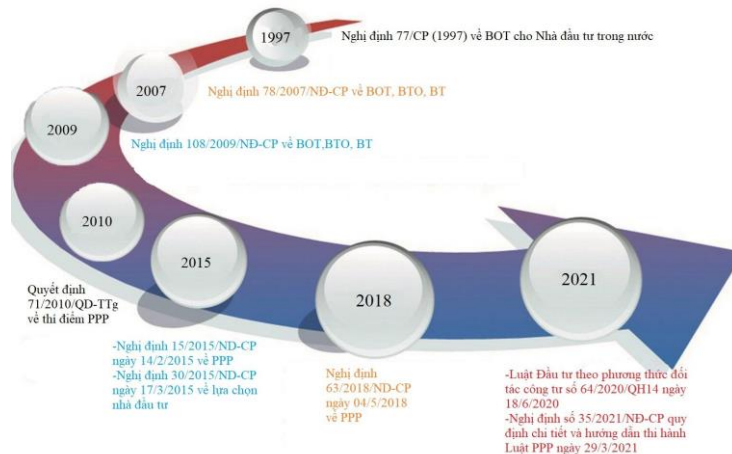 1997
Nghị định 77/CP (1997) về BOT cho Nhà đầu tư trong nước
2007
Nghị định 78/2007/NĐ-CP về BOT, BTO, BT
2009
Nghị định 108/2009/NĐ-CP về BOT,BTO, BT
2010
Quyết định
71/2010/QD-TTg
về thi điểm PPP
2015
-Nghị định 15/2015/ND-CP
ngày 14/2/2015 về PPP
-Nghị định 30/2015/ND-CP
ngày 17/3/2015 về lựa chọn
nhà đầu tư
2018
Nghị định
63/2018/ND-CP
ngày 04/5/2018
về PPP
2021
-Luật Đầu tư theo phương thức đối
tác công tư số 64/2020/QH14 ngày
18/6/2020
-Nghị định số 35/2021/NĐ-CP quy
định chi tiết và hướng dẫn thi hành
Luật PPP ngày 29/3/2021